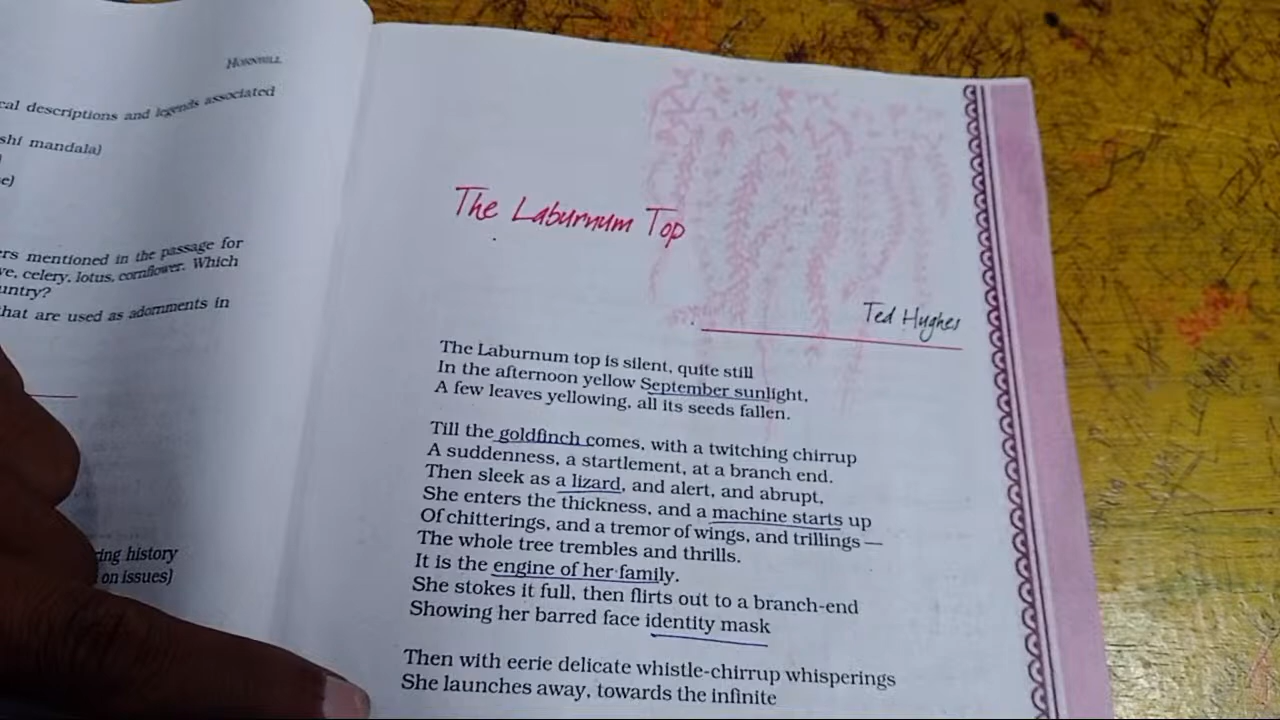 HORNBILL
cal descriptions and legends associated
shi mandala)
)
e)
ers mentioned in the passage for
ve, celery, lotus, cornflower. Which
untry?
that are used as adornments in
ring history
on issues)
The Laburnum Top
Ted Hughes
The Laburnum top is silent, quite still
In the afternoon yellow September sunlight,
A few leaves yellowing, all its seeds fallen.
Till the goldfinch comes, with a twitching chirrup
A suddenness, a startlement, at a branch end.
Then sleek as a lizard, and alert, and abrupt,
She enters the thickness, and a machine starts up
Of chitterings, and a tremor of wings, and trillings —
The whole tree trembles and thrills.
It is the engine of her family.
She stokes it full, then flirts out to a branch-end
Showing her barred face identity mask
Then with eerie delicate whistle-chirrup whisperings
She launches away, towards the infinite